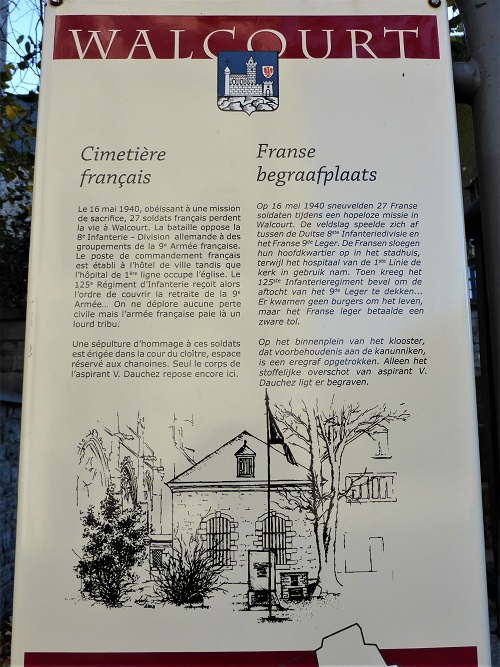 WALCOURT
Cimetière
français
Le 16 mai 1940, obéissant à une mission
de sacrifice, 27 soldats français perdent
la vie à Walcourt. La bataille oppose la
8e Infanterie – Division allemande à des
groupements de la 9e Armée française.
Le poste de commandement français
est établi à l'hôtel de ville tandis que
l'hôpital de 1ère ligne occupe l'église. Le
125e Régiment d'Infanterie reçoit alors
l'ordre de couvrir la retraite de la 9e
Armée... On ne déplore aucune perte
civile mais l'armée française paie là un
lourd tribu.
Une sépulture d'hommage à ces soldats
est érigée dans la cour du cloître, espace
réservé aux chanoines. Seul le corps de
l'aspirant V. Dauchez repose encore ici.
Franse
begraafplaats
Op 16 mei 1940 sneuvelden 27 Franse
soldaten tijdens een hopeloze missie in
Walcourt. De veldslag speelde zich af
tussen de Duitse 8ste Infanteriedivisie en
het Franse 9de Leger. De Fransen sloegen
hun hoofdkwartier op in het stadhuis,
terwijl het hospitaal van de 1ste Linie de
kerk in gebruik nam. Toen kreeg het
125ste Infanterieregiment bevel om de
aftocht van het 9de Leger te dekken...
Er kwamen geen burgers om het leven,
maar het Franse leger betaalde een
zware tol.
Op het binnenplein van het klooster,
dat voorbehoudenis aan de kanunniken,
is een eregraf opgetrokken. Alleen het
stoffelijke overschot van aspirant V.
Dauchez ligt er begraven.